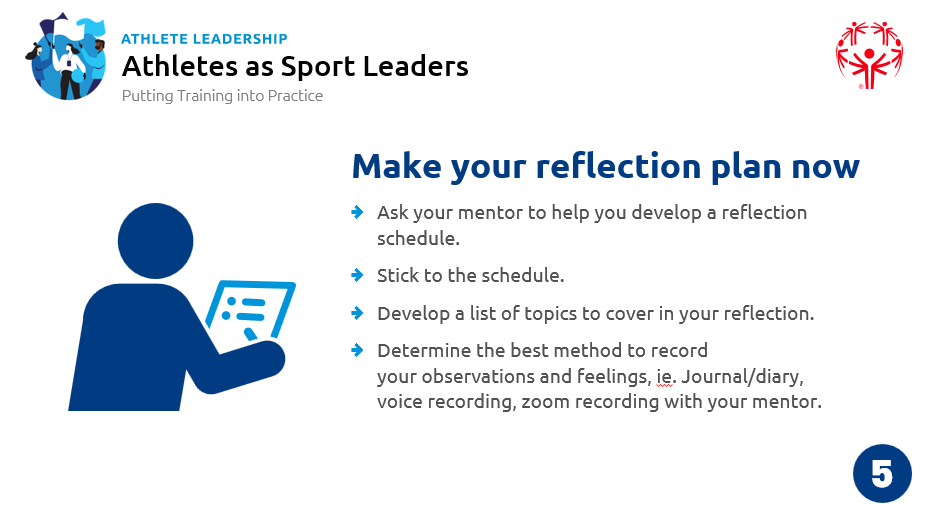 ATHLETE LEADERSHIP
Athletes as Sport Leaders
Putting Training into Practice
®
Make your reflection plan now
Ask your mentor to help you develop a reflection
schedule.
Stick to the schedule.
Develop a list of topics to cover in your reflection.
Determine the best method to record
your observations and feelings, ie. Journal/diary,
voice recording, zoom recording with your mentor.
5